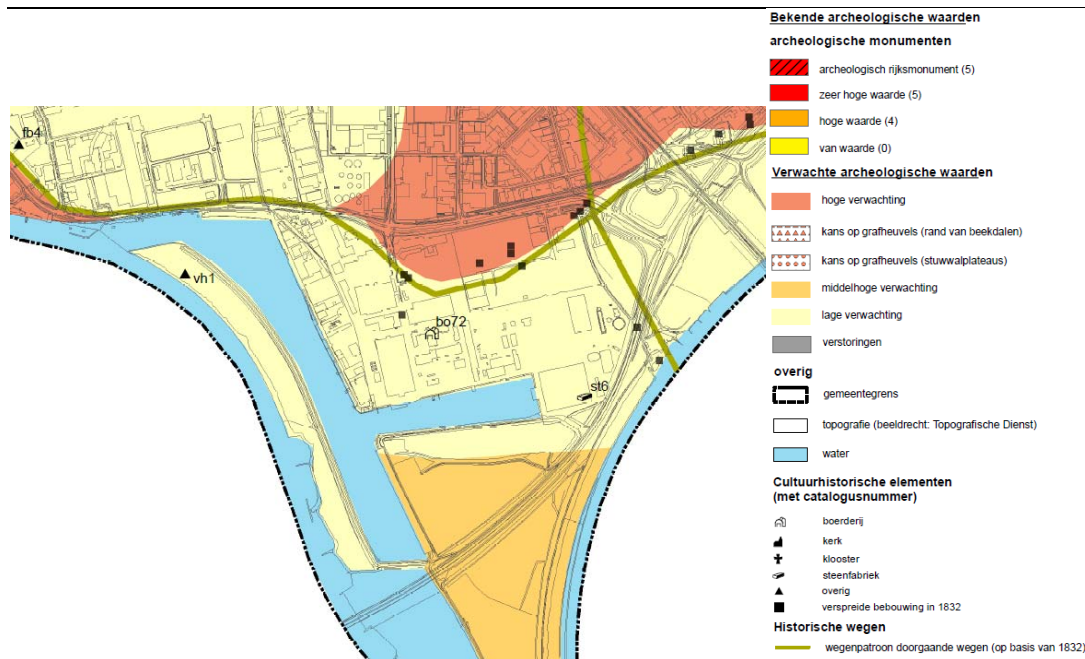 fb4
vh1
bo72
st6
Bekende archeologische waarden
archeologische monumenten
archeologisch rijksmonument (5)
zeer hoge waarde (5)
hoge waarde (4)
van waarde (0)
Verwachte archeologische waarden
hoge verwachting
kans op grafheuvels (rand van beekdalen)
kans op grafheuvels (stuwwalplateaus)
middelhoge verwachting
lage verwachting
verstoringen
overig
gemeentegrens
topografie (beeldrecht: Topografische Dienst)
water
Cultuurhistorische elementen
(met catalogusnummer)
boerderij
kerk
klooster
steenfabriek
overig
verspreide bebouwing in 1832
Historische wegen
wegenpatroon doorgaande wegen (op basis van 1832)